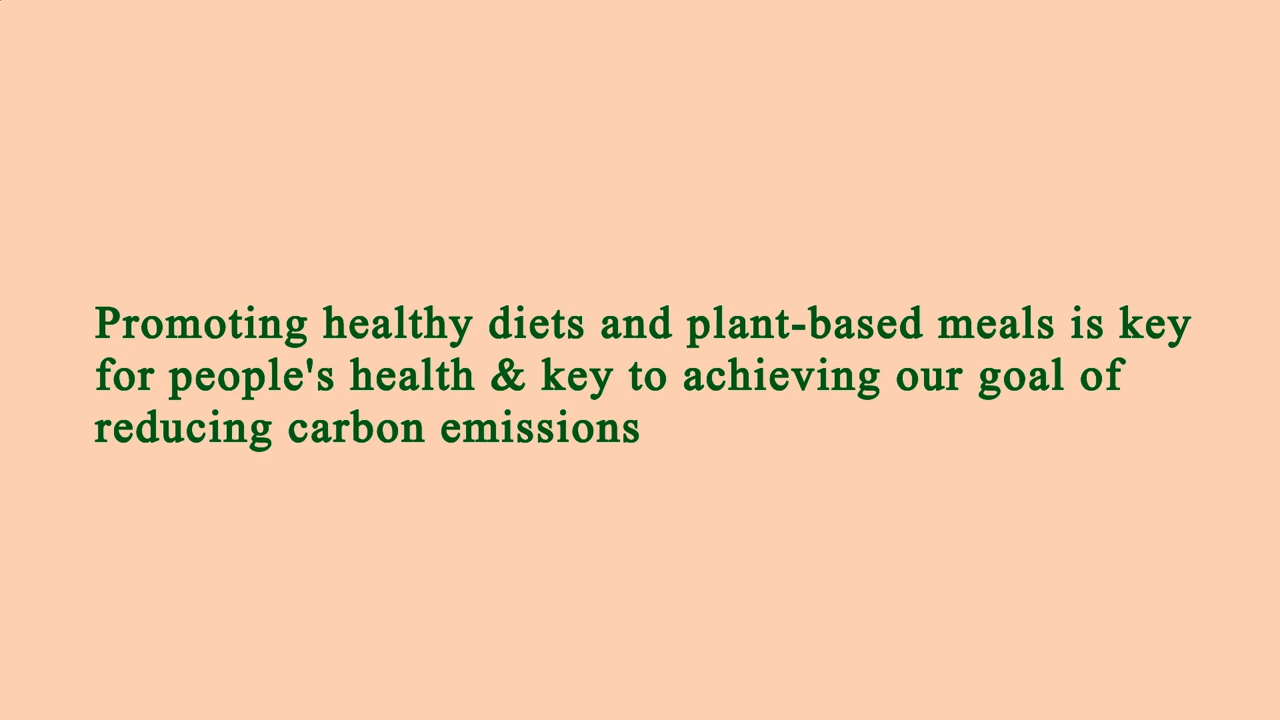 Promoting healthy diets and plant-based meals is key
for people's health & key to achieving our goal of
reducing carbon emissions